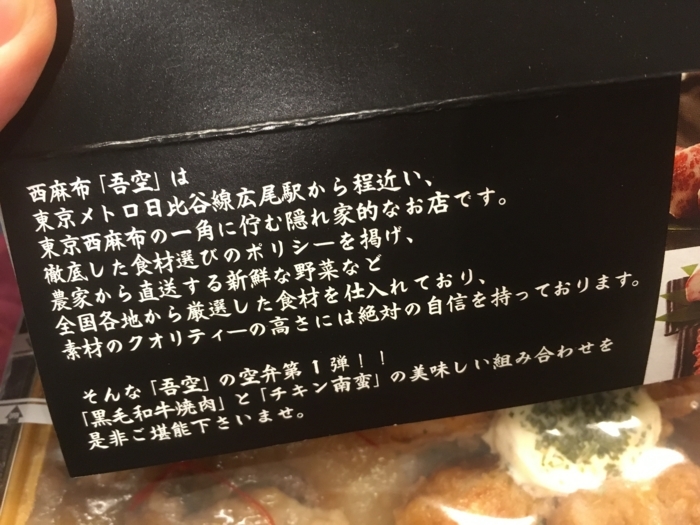 西麻布「吾空」は
東京メトロ日比谷線広尾駅から程近い、
東京西麻布の一角に佇む隠れ家的なお店です。
徹底した食材選びのポリシーを掲げ、
農家から直送する新鮮な野菜など
全国各地から厳選した食材を仕入れており、
素材のクオリティーの高さには絶対の自信を持っております。
そんな「吾空」の空弁第1弾！！
「黒毛和牛焼肉」と「チキン南蛮」の美味しい組み合わせを
是非ご堪能下さいませ。